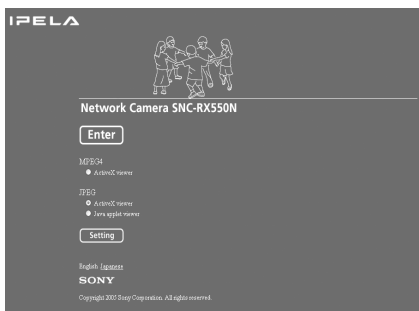 IPELA
Network Camera SNC-RX550N
Enter
MPEG4
ActiveX viewer
JPEG
ActiveX viewer
Java applet viewer
Setting
English Japanese
SONY
Copyright 2005 Sony Corporation. All rights reserved.